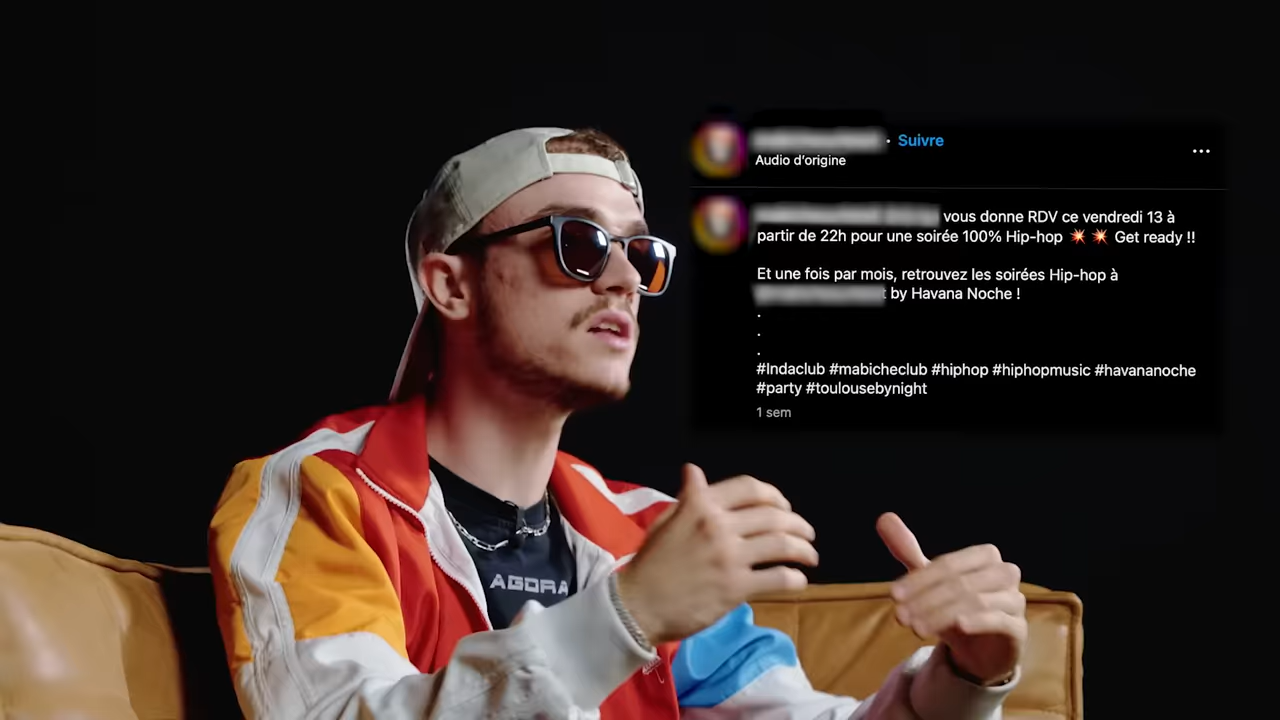 • Suivre
Audio d'origine
vous donne RDV ce vendredi 13 à
partir de 22h pour une soirée 100% Hip-hop 💥 💥 Get ready !!
Et une fois par mois, retrouvez les soirées Hip-hop à
by Havana Noche !
.
.
.
#Indaclub #mabicheclub #hiphop #hiphopmusic #havananoche
#party #toulousebynight
1 sem
AGORA